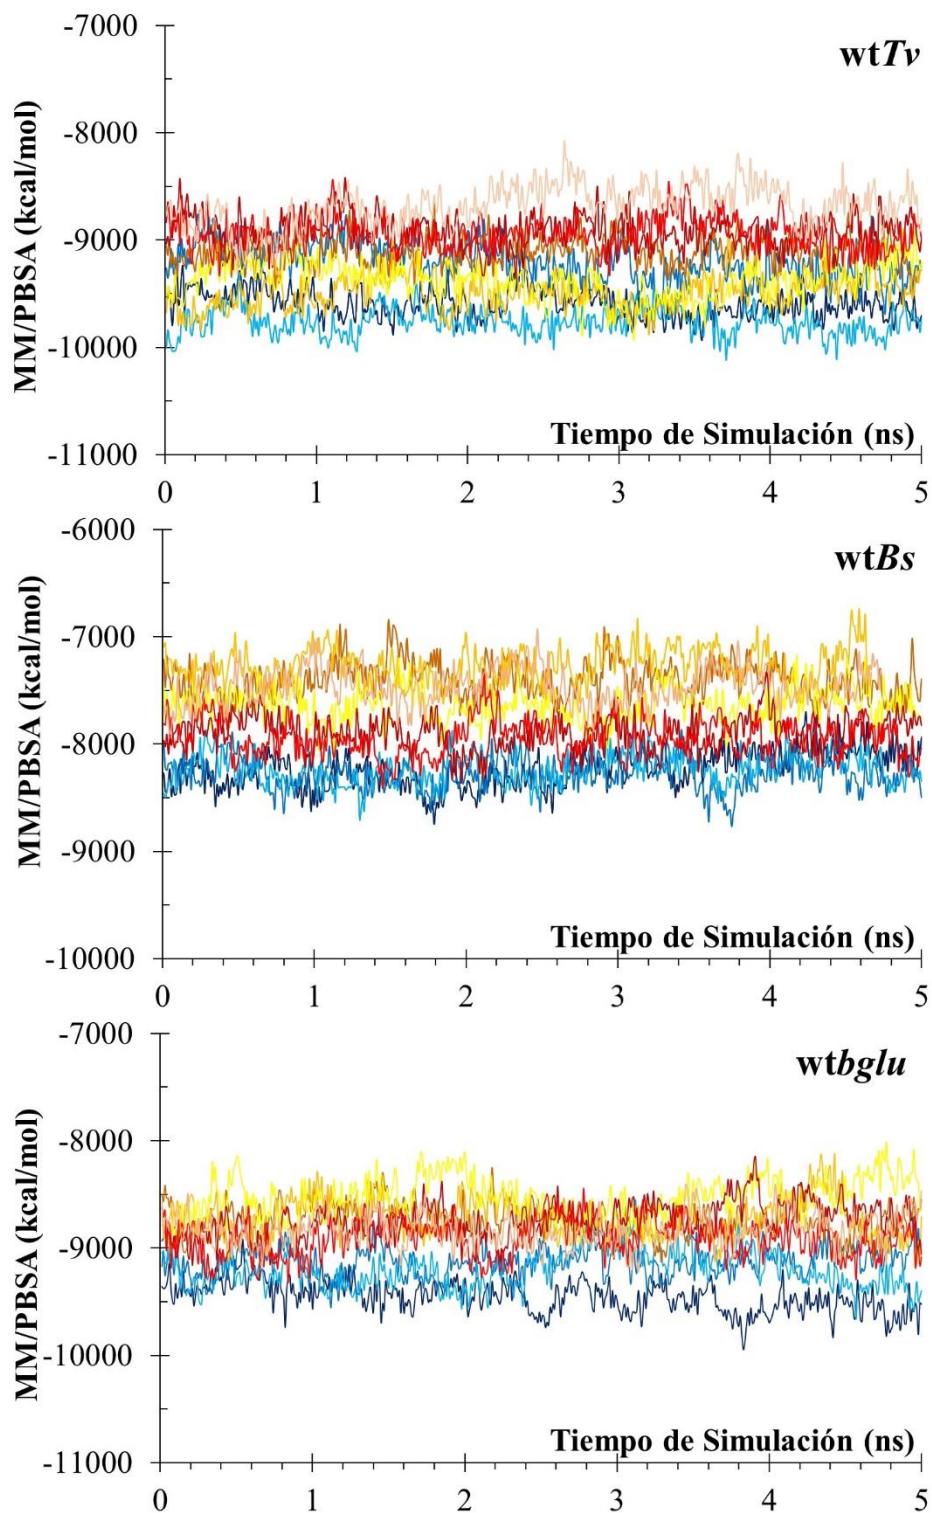 -7000
wtTv
-8000
-9000
-10000
-11000
MM/PBSA (kcal/mol)
Tiempo de Simulación (ns)
0 1 2 3 4 5
-6000
wtBs
-7000
-8000
-9000
-10000
MM/PBSA (kcal/mol)
Tiempo de Simulación (ns)
0 1 2 3 4 5
-7000
wtbglu
-8000
-9000
-10000
-11000
MM/PBSA (kcal/mol)
Tiempo de Simulación (ns)
0 1 2 3 4 5